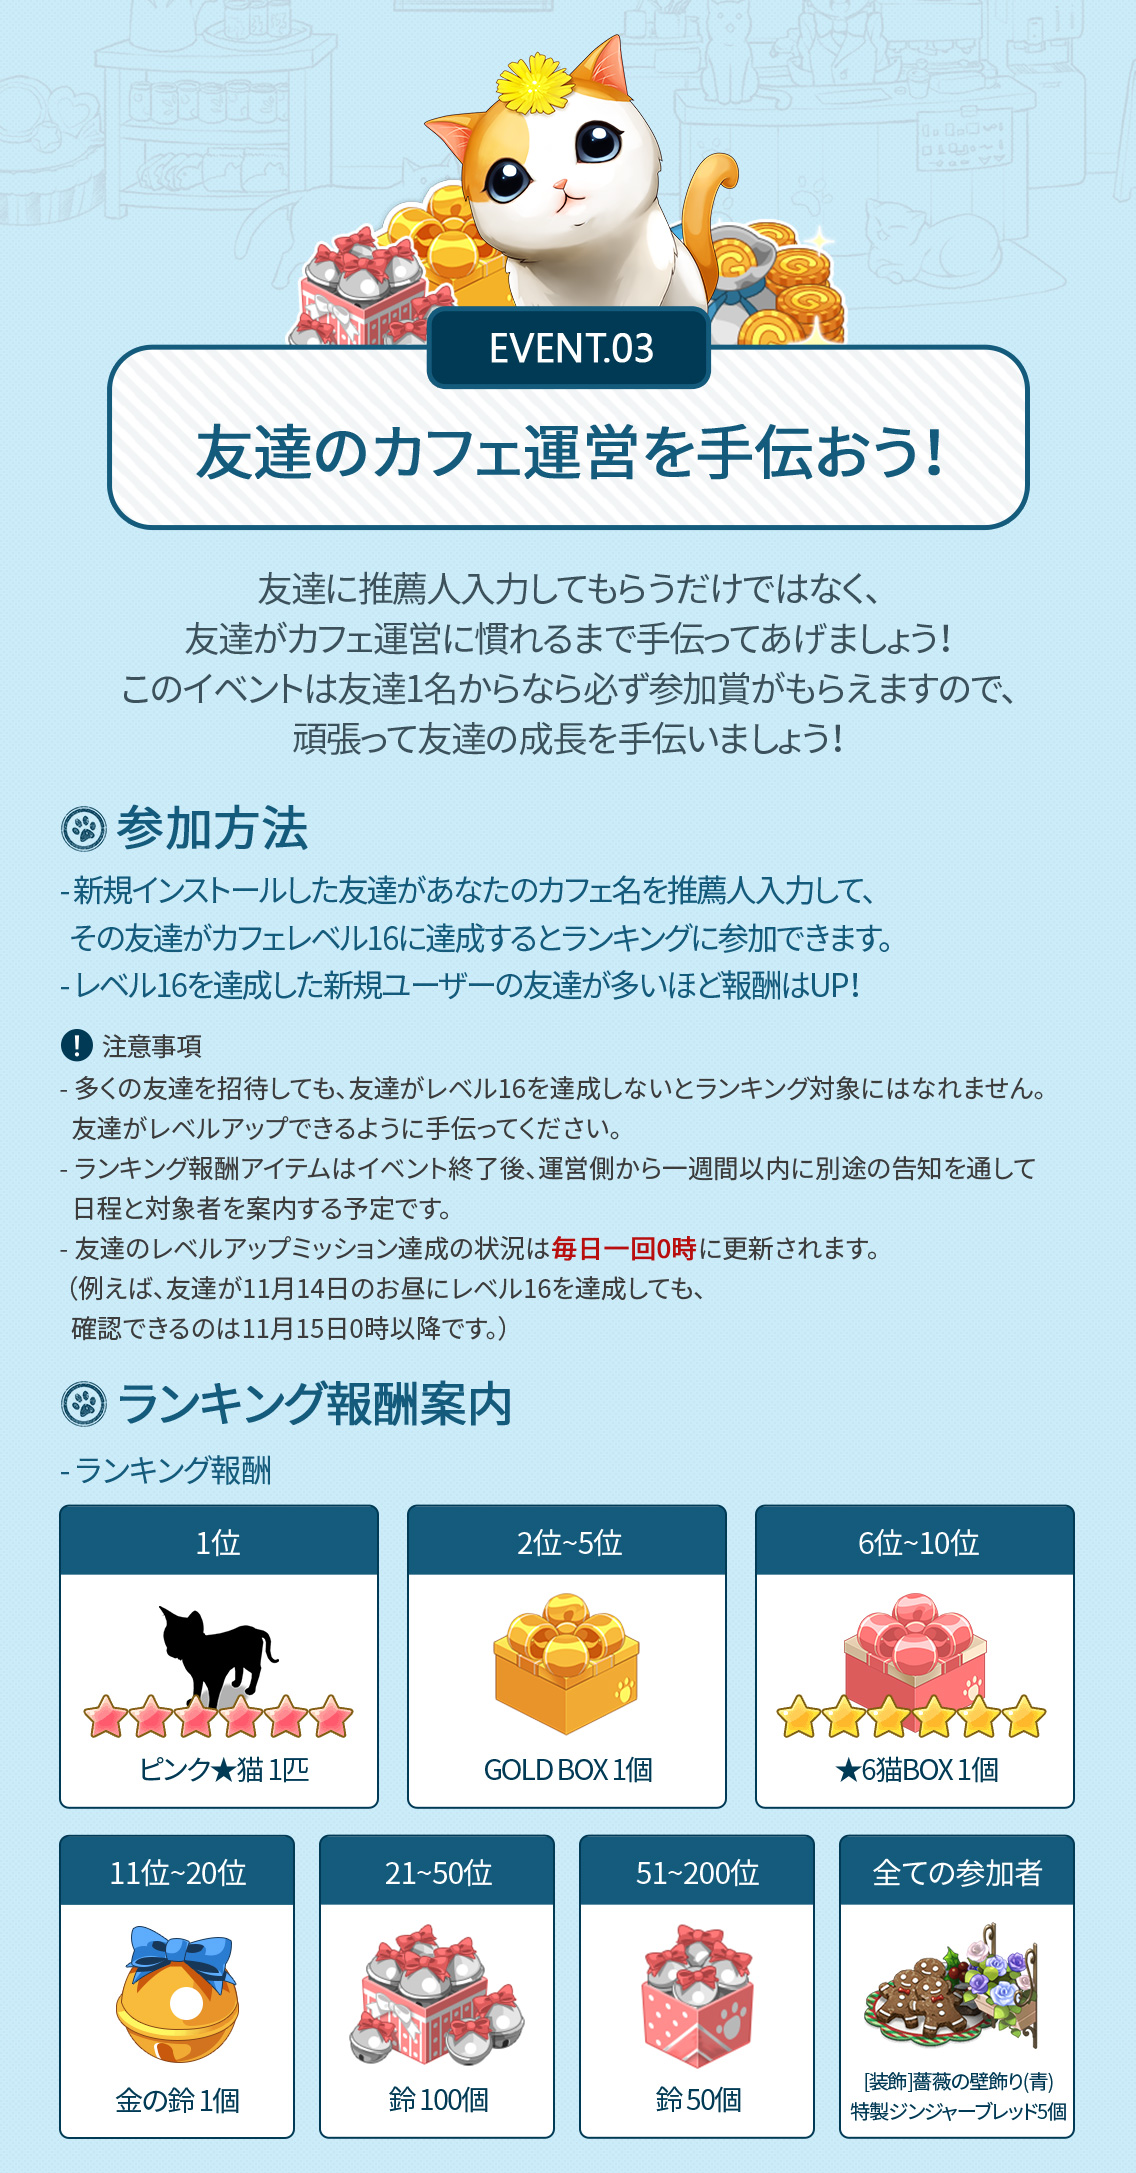 EVENT.03
友達のカフェ運営を手伝おう！
友達に推薦人入力してもらうだけではなく、
友達がカフェ運営に慣れるまで手伝ってあげましょう！
このイベントは友達1名からなら必ず参加賞がもらえますので、
頑張って友達の成長を手伝いましょう！
参加方法
- 新規インストールした友達があなたのカフェ名を推薦人入力して、
その友達がカフェレベル16に達成するとランキングに参加できます。
- レベル16を達成した新規ユーザーの友達が多いほど報酬はUP！
! 注意事項
- 多くの友達を招待しても、友達がレベル16を達成しないとランキング対象にはなれません。
友達がレベルアップできるように手伝ってください。
- ランキング報酬アイテムはイベント終了後、運営側から一週間以内に別途の告知を通して
日程と対象者を案内する予定です。
- 友達のレベルアップミッション達成の状況は毎日一回0時に更新されます。
（例えば、友達が11月14日のお昼にレベル16を達成しても、
確認できるのは11月15日0時以降です。）
ランキング報酬案内
- ランキング報酬
1位
2位~5位
6位~10位
ピンク★猫 1匹
GOLD BOX 1個
★6猫BOX 1個
11位~20位
21~50位
51~200位
全ての参加者
金の鈴 1個
鈴 100個
鈴 50個
[装飾]薔薇の壁飾り(青)
特製ジンジャーブレッド5個